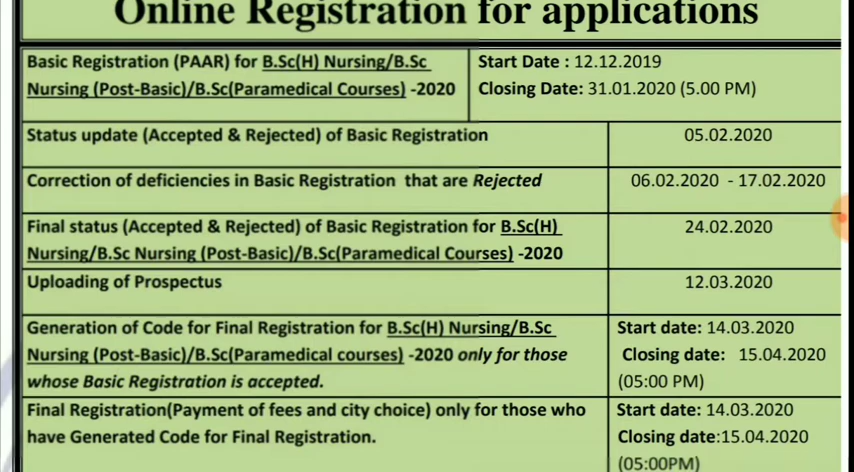 Online Registration for applications
Basic Registration (PAAR) for B.Sc(H) Nursing/B.Sc
Nursing (Post-Basic)/B.Sc(Paramedical Courses) -2020
Start Date : 12.12.2019
Closing Date: 31.01.2020 (5.00 PM)
Status update (Accepted & Rejected) of Basic Registration
05.02.2020
Correction of deficiencies in Basic Registration that are Rejected
06.02.2020 - 17.02.2020
Final status (Accepted & Rejected) of Basic Registration for B.Sc(H)
Nursing/B.Sc Nursing (Post-Basic)/B.Sc(Paramedical Courses) -2020
24.02.2020
Uploading of Prospectus
12.03.2020
Generation of Code for Final Registration for B.Sc(H) Nursing/B.Sc
Nursing (Post-Basic)/B.Sc(Paramedical courses) -2020 only for those
whose Basic Registration is accepted.
Start date: 14.03.2020
Closing date: 15.04.2020
(05:00 PM)
Final Registration(Payment of fees and city choice) only for those who
have Generated Code for Final Registration.
Start date: 14.03.2020
Closing date:15.04.2020
(05:00PM)